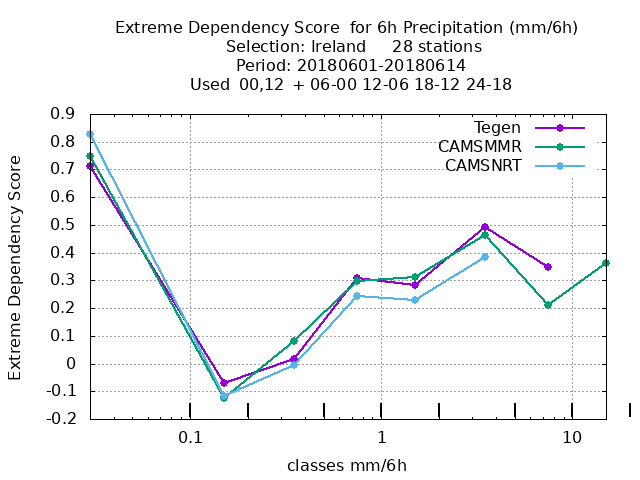 Extreme Dependency Score  for 6h Precipitation (mm/6h)
Selection: Ireland     28 stations
Period: 20180601-20180614
Used  00,12  + 06-00 12-06 18-12 24-18
Tegen
CAMSMMR
CAMSNRT
Extreme Dependency Score
0.9
0.8
0.7
0.6
0.5
0.4
0.3
0.2
0.1
0
-0.1
-0.2
0.1 1 10
classes mm/6h